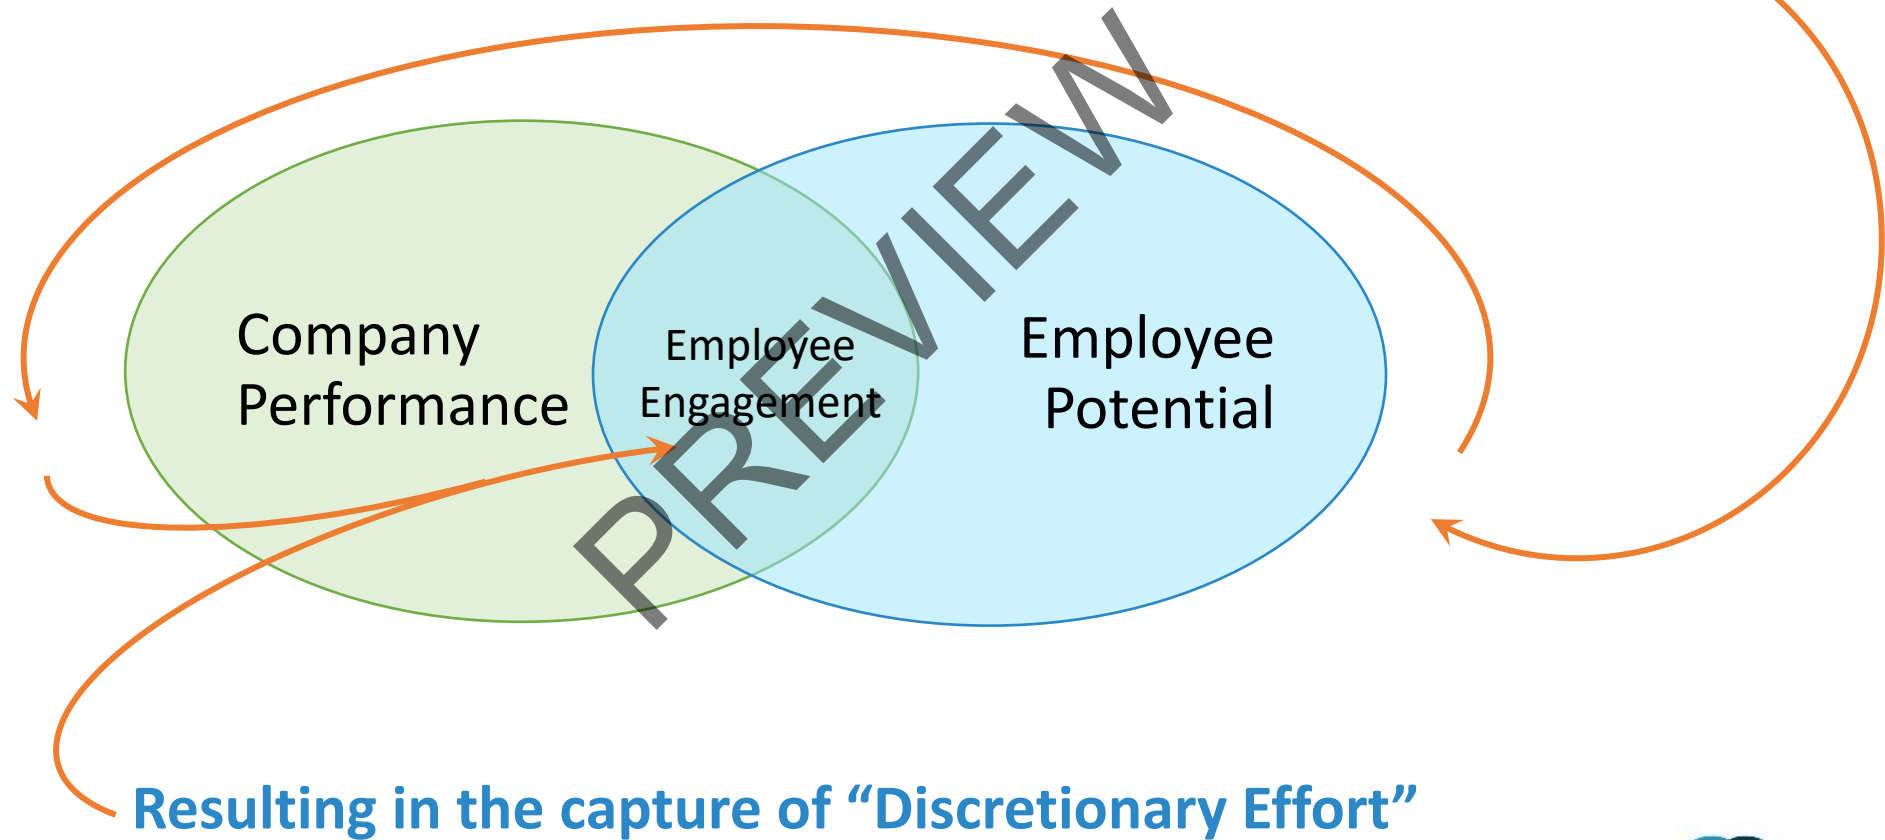 Company
Performance
Employee
Engagement
Employee
Potential
PREVIEW
Resulting in the capture of “Discretionary Effort”